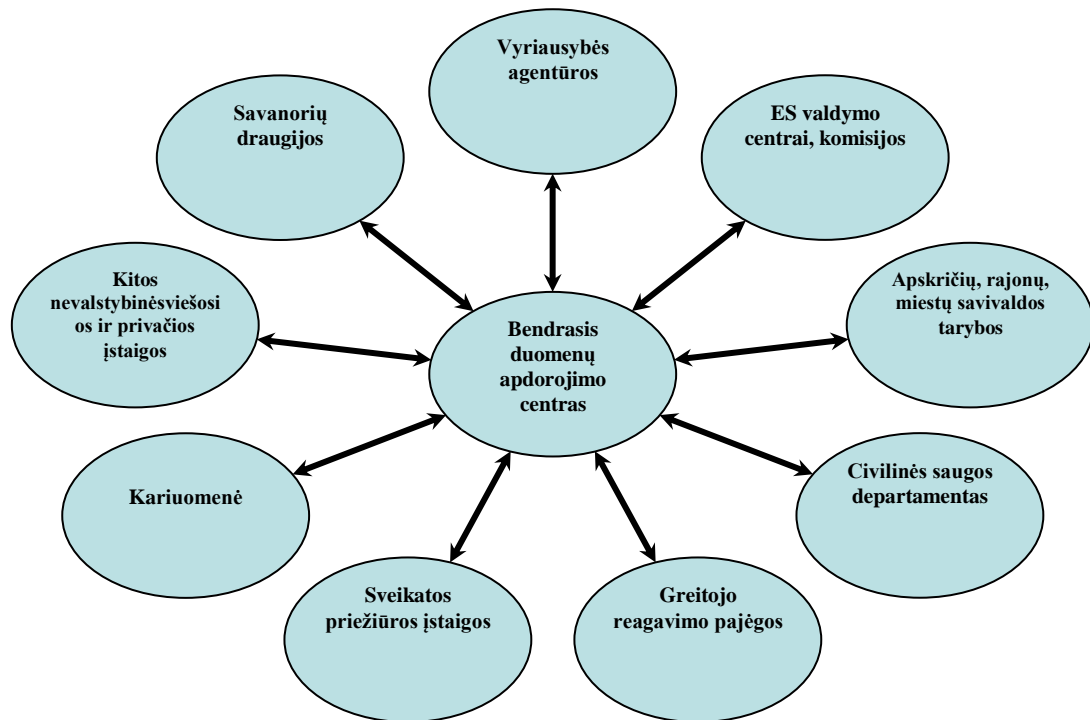 Vyriausybės
agentūros
Savanorių
draugijos
ES valdymo
centrai, komisijos
Kitos
nevalstybinėsviešosi
os ir privačios
įstaigos
Apskričių, rajonų,
miestų savivaldos
tarybos
Bendrasis
duomenų
apdorojimo
centras
Kariuomenė
Civilinės saugos
departamentas
Sveikatos
priežiūros įstaigos
Greitojo
reagavimo pajėgos